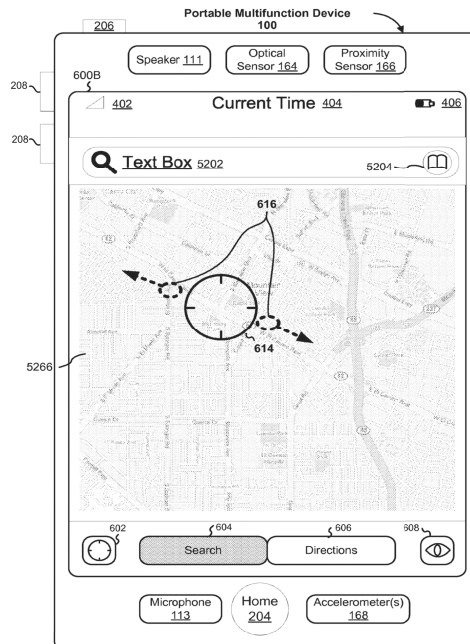 Portable Multifunction Device
100
206
Speaker 111
Optical
Sensor 164
Proximity
Sensor 166
600B
208
402
Current Time 404
406
208
Text Box 5202
5204
616
Mountain
View
614
5266
602
604
606
608
Search
Directions
Microphone
113
Home
204
Accelerometer(s)
168